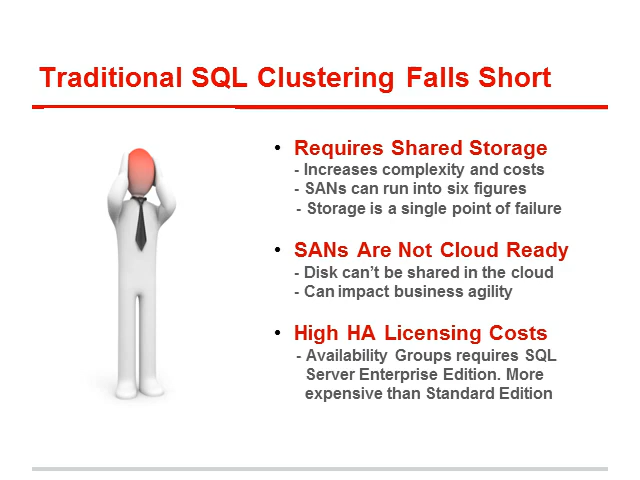 Traditional SQL Clustering Falls Short
• Requires Shared Storage
- Increases complexity and costs
- SANs can run into six figures
- Storage is a single point of failure
• SANs Are Not Cloud Ready
- Disk can’t be shared in the cloud
- Can impact business agility
• High HA Licensing Costs
- Availability Groups requires SQL
Server Enterprise Edition. More
expensive than Standard Edition